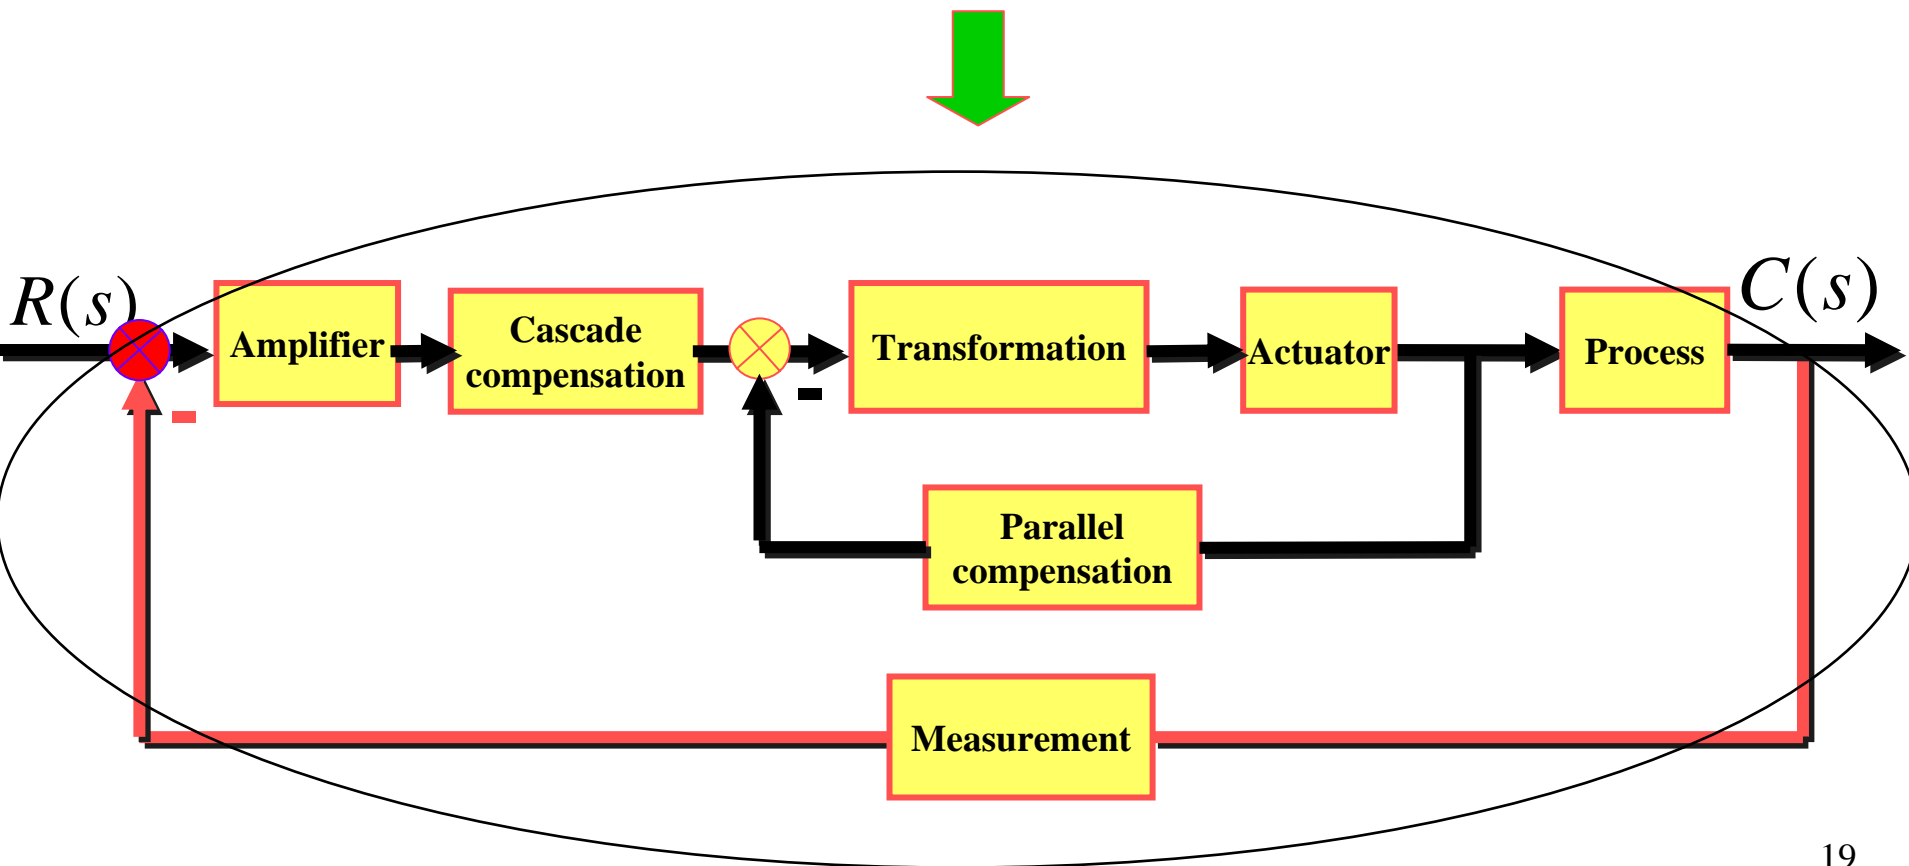 R(s)
C(s)
Amplifier
Cascade
compensation
Transformation
Actuator
Process
-
-
Parallel
compensation
Measurement
19